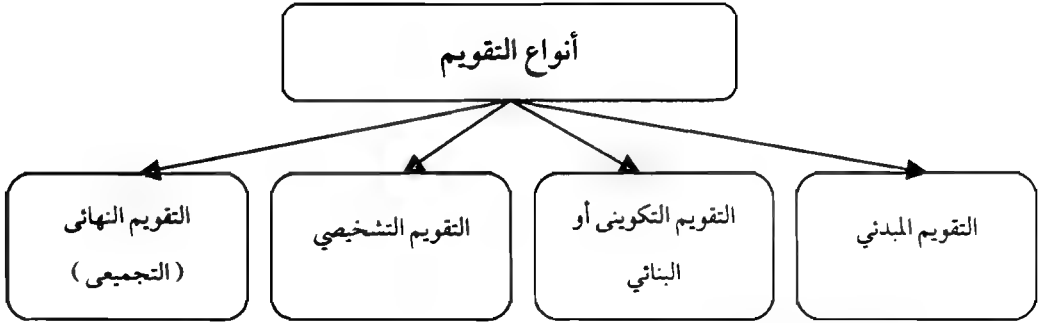 أنواع التقويم
التقويم المبدئي
التقويم التكوينى أو
البنائي
التقويم التشخيصي
التقويم النهائى
(التجميعى)